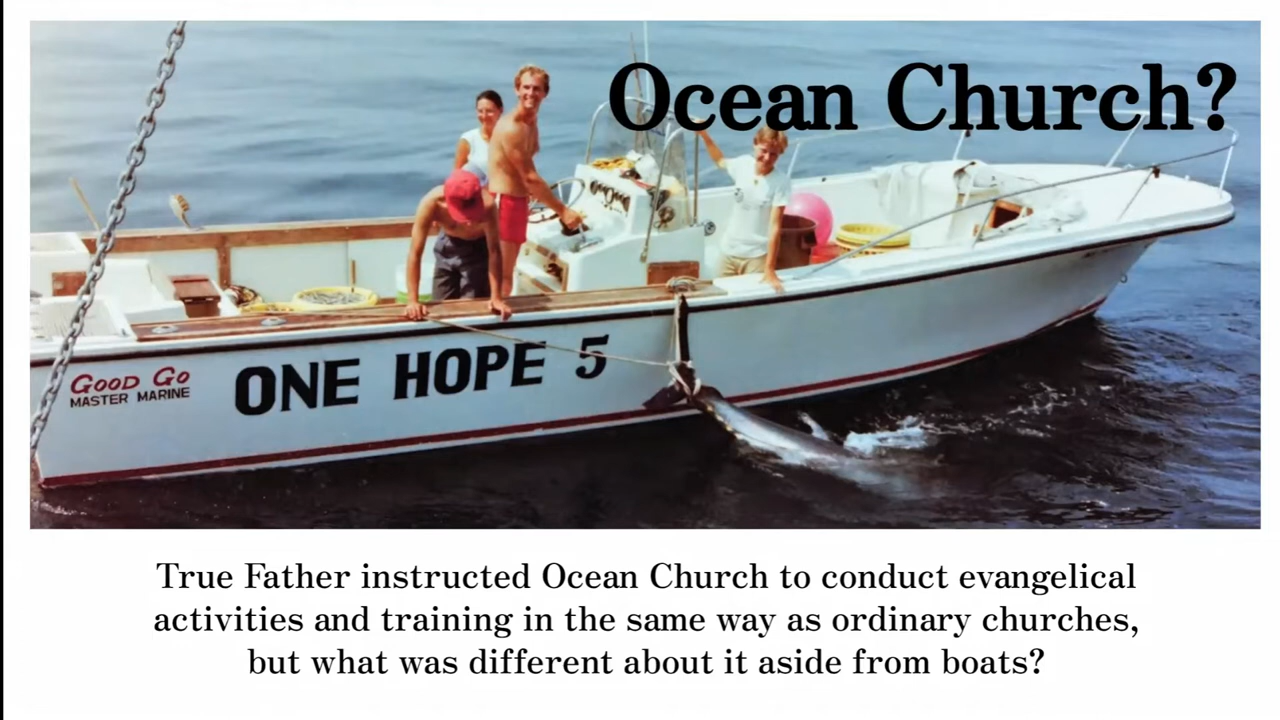 Ocean Church?
Good Go
MASTER MARINE
ONE HOPE 5
True Father instructed Ocean Church to conduct evangelical
activities and training in the same way as ordinary churches,
but what was different about it aside from boats?